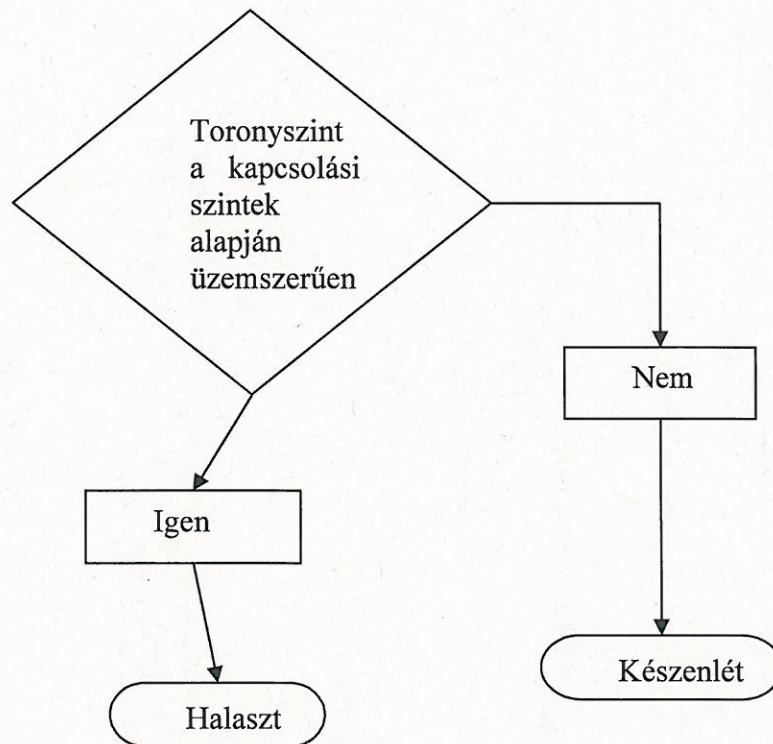 Toronyszint
a kapcsolási
szintek
alapján
üzemszerűen
Nem
Igen
Készenlét
Halaszt